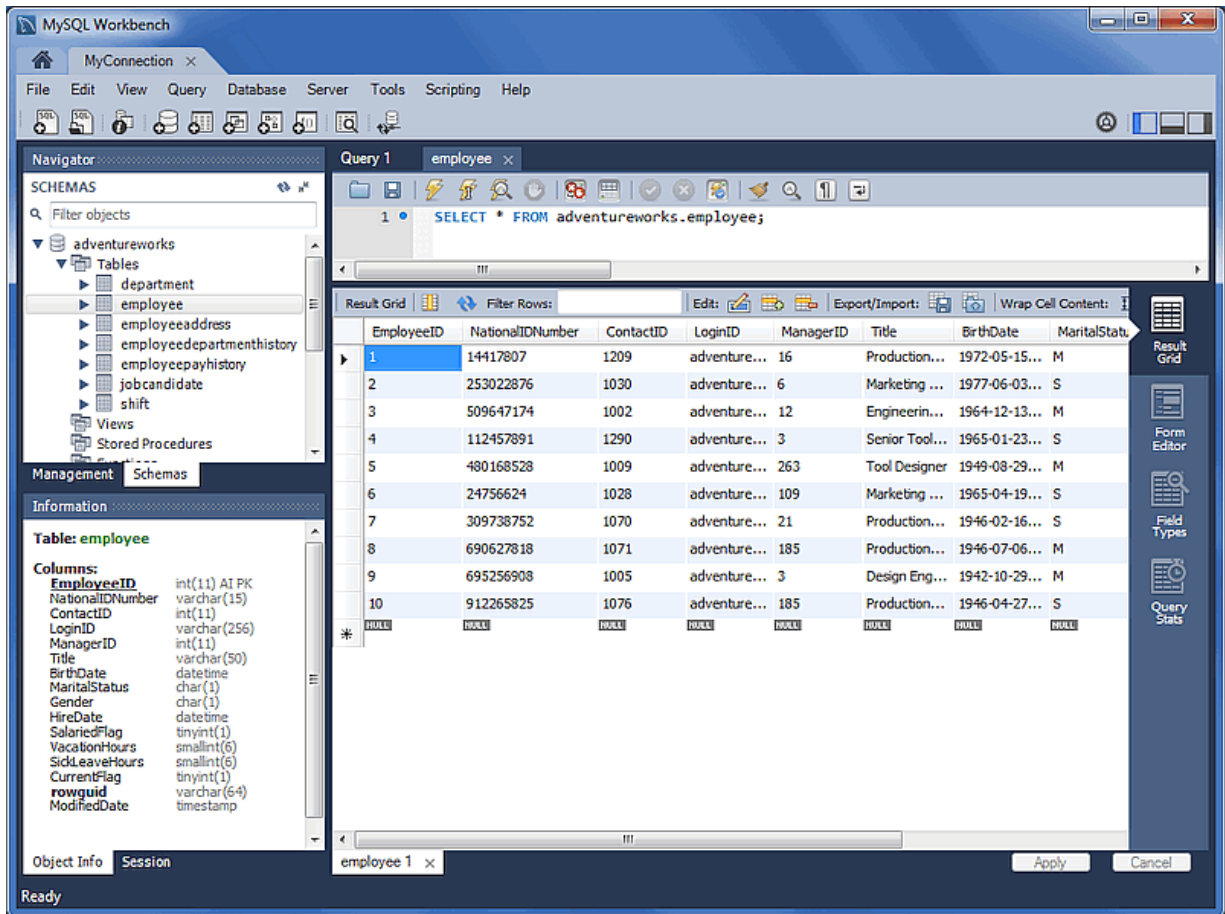 MySQL Workbench
MyConnection
File Edit View Query Database Server Tools Scripting Help
Navigator
SCHEMAS
Filter objects
adventureworks
Tables
department
employee
employeeaddress
employeedepartmenthistory
employeepayhistory
jobcandidate
shift
Views
Stored Procedures
Management Schemas
Information
Table: employee
Columns:
EmployeeID int(11) AI PK
NationalIDNumber varchar(15)
ContactID int(11)
LoginID varchar(256)
ManagerID int(11)
Title varchar(50)
BirthDate datetime
MaritalStatus char(1)
Gender char(1)
HireDate datetime
SalariedFlag tinyint(1)
VacationHours smallint(6)
SickLeaveHours smallint(6)
CurrentFlag tinyint(1)
rowguid varchar(64)
ModifiedDate timestamp
Object Info Session
Query 1 employee
1 SELECT * FROM adventureworks.employee;
Result Grid Filter Rows: Edit: Export/Import: Wrap Cell Content:
EmployeeID NationalIDNumber ContactID LoginID ManagerID Title BirthDate MaritalStatu
1 14417807 1209 adventure... 16 Production... 1972-05-15... M
2 253022876 1030 adventure... 6 Marketing ... 1977-06-03... S
3 509647174 1002 adventure... 12 Engineerin... 1964-12-13... M
4 112457891 1290 adventure... 3 Senior Tool... 1965-01-23... S
5 480168528 1009 adventure... 263 Tool Designer 1949-08-29... M
6 24756624 1028 adventure... 109 Marketing ... 1965-04-19... S
7 309738752 1070 adventure... 21 Production... 1946-02-16... S
8 690627818 1071 adventure... 185 Production... 1946-07-06... M
9 695256908 1005 adventure... 3 Design Eng... 1942-10-29... M
10 912265825 1076 adventure... 185 Production... 1946-04-27... S
NULL NULL NULL NULL NULL NULL NULL NULL
Result
Grid
Form
Editor
Field
Types
Query
Stats
employee 1
Apply Cancel
Ready